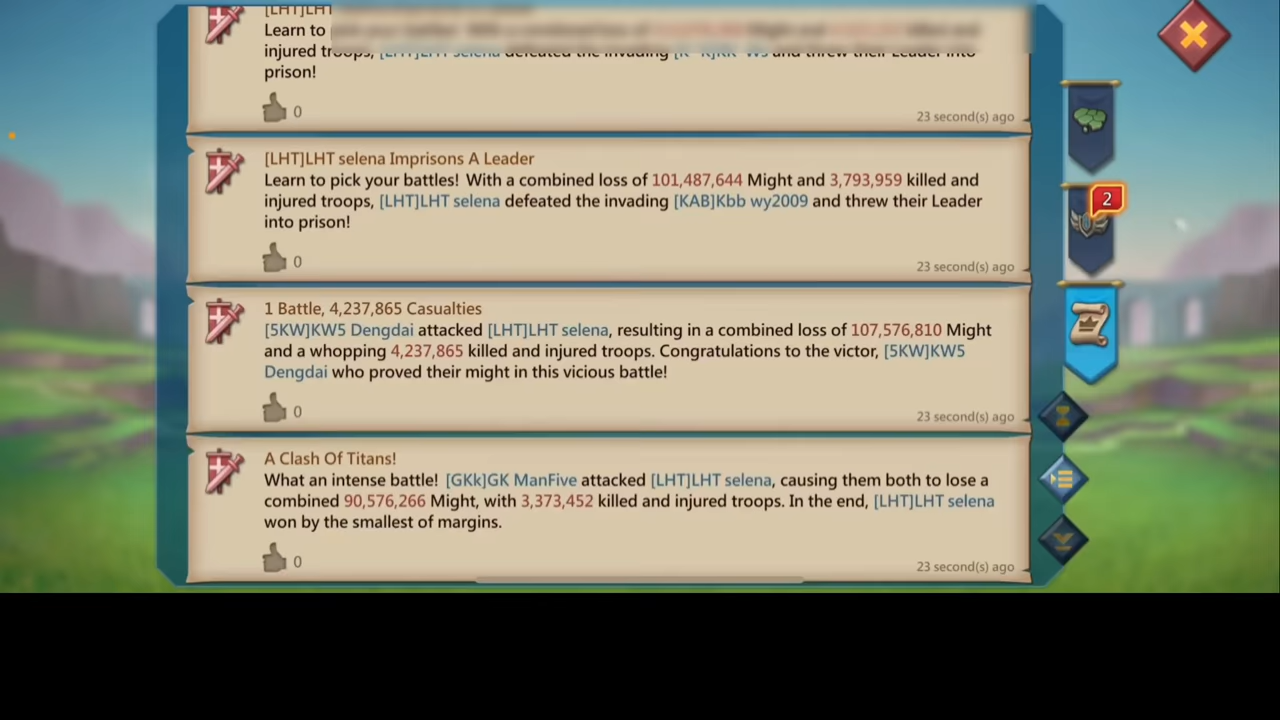 [LHT]LHT
Learn to
injured troops, [LHT]LHT selena defeated the invading and threw their Leader into
prison!
0
23 second(s) ago
[LHT]LHT selena Imprisons A Leader
Learn to pick your battles! With a combined loss of 101,487,644 Might and 3,793,959 killed and
injured troops, [LHT]LHT selena defeated the invading [KAB]Kbb wy2009 and threw their Leader
into prison!
0
23 second(s) ago
2
1 Battle, 4,237,865 Casualties
[5KW]KW5 Dengdai attacked [LHT]LHT selena, resulting in a combined loss of 107,576,810 Might
and a whopping 4,237,865 killed and injured troops. Congratulations to the victor, [5KW]KW5
Dengdai who proved their might in this vicious battle!
0
23 second(s) ago
A Clash Of Titans!
What an intense battle! [GKk]GK ManFive attacked [LHT]LHT selena, causing them both to lose a
combined 90,576,266 Might, with 3,373,452 killed and injured troops. In the end, [LHT]LHT selena
won by the smallest of margins.
0
23 second(s) ago